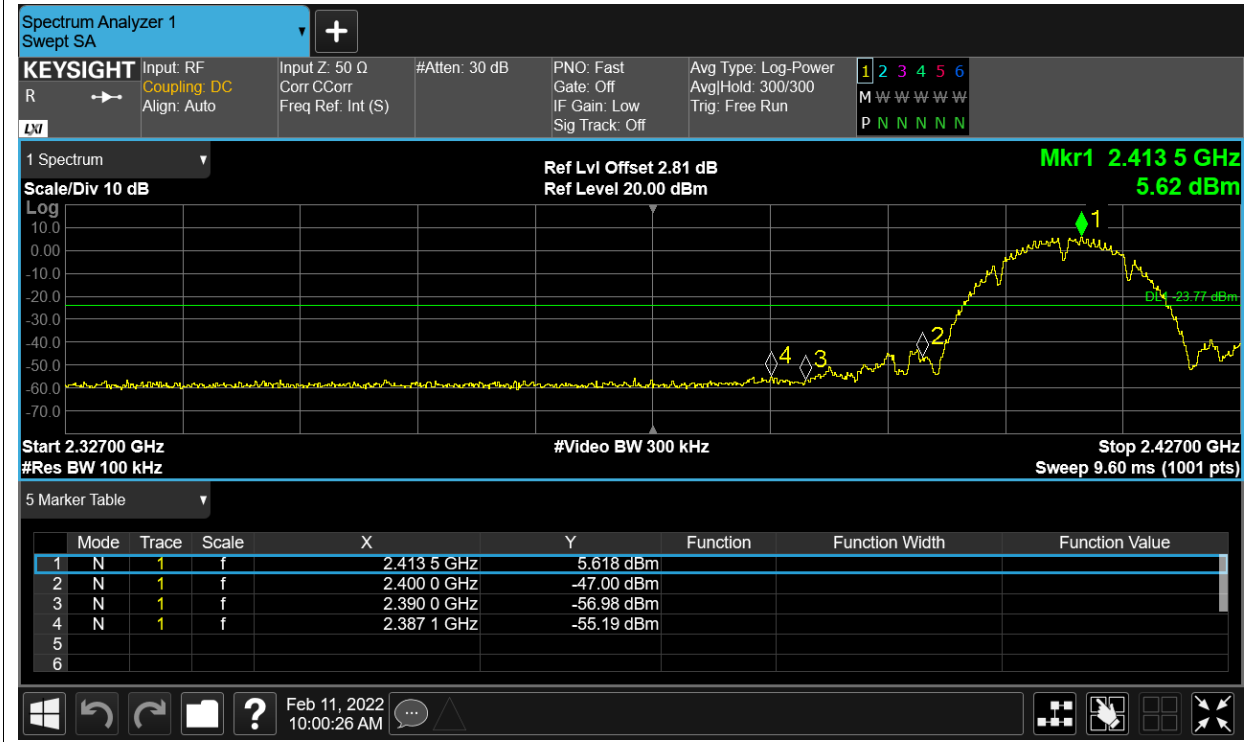 Spectrum Analyzer 1
Swept SA
KEYSIGHT
R
LXI
Input: RF
Coupling: DC
Align: Auto
Input Z: 50 Ω
Corr CCorr
Freq Ref: Int (S)
#Atten: 30 dB
PNO: Fast
Gate: Off
IF Gain: Low
Sig Track: Off
Avg Type: Log-Power
Avg|Hold: 300/300
Trig: Free Run
1 2 3 4 5 6
M W W W W W
P N N N N N
1 Spectrum
Scale/Div 10 dB
Ref Lvl Offset 2.81 dB
Ref Level 20.00 dBm
Mkr1 2.413 5 GHz
5.62 dBm
Log
10.0
0.00
-10.0
-20.0
-30.0
-40.0
-50.0
-60.0
-70.0
1
DL1 -23.77 dBm
2
4
3
Start 2.32700 GHz
#Res BW 100 kHz
#Video BW 300 kHz
Stop 2.42700 GHz
Sweep 9.60 ms (1001 pts)
5 Marker Table
Mode Trace Scale X Y Function Function Width Function Value
1 N 1 f 2.413 5 GHz 5.618 dBm
2 N 1 f 2.400 0 GHz -47.00 dBm
3 N 1 f 2.390 0 GHz -56.98 dBm
4 N 1 f 2.387 1 GHz -55.19 dBm
5
6
?
Feb 11, 2022
10:00:26 AM